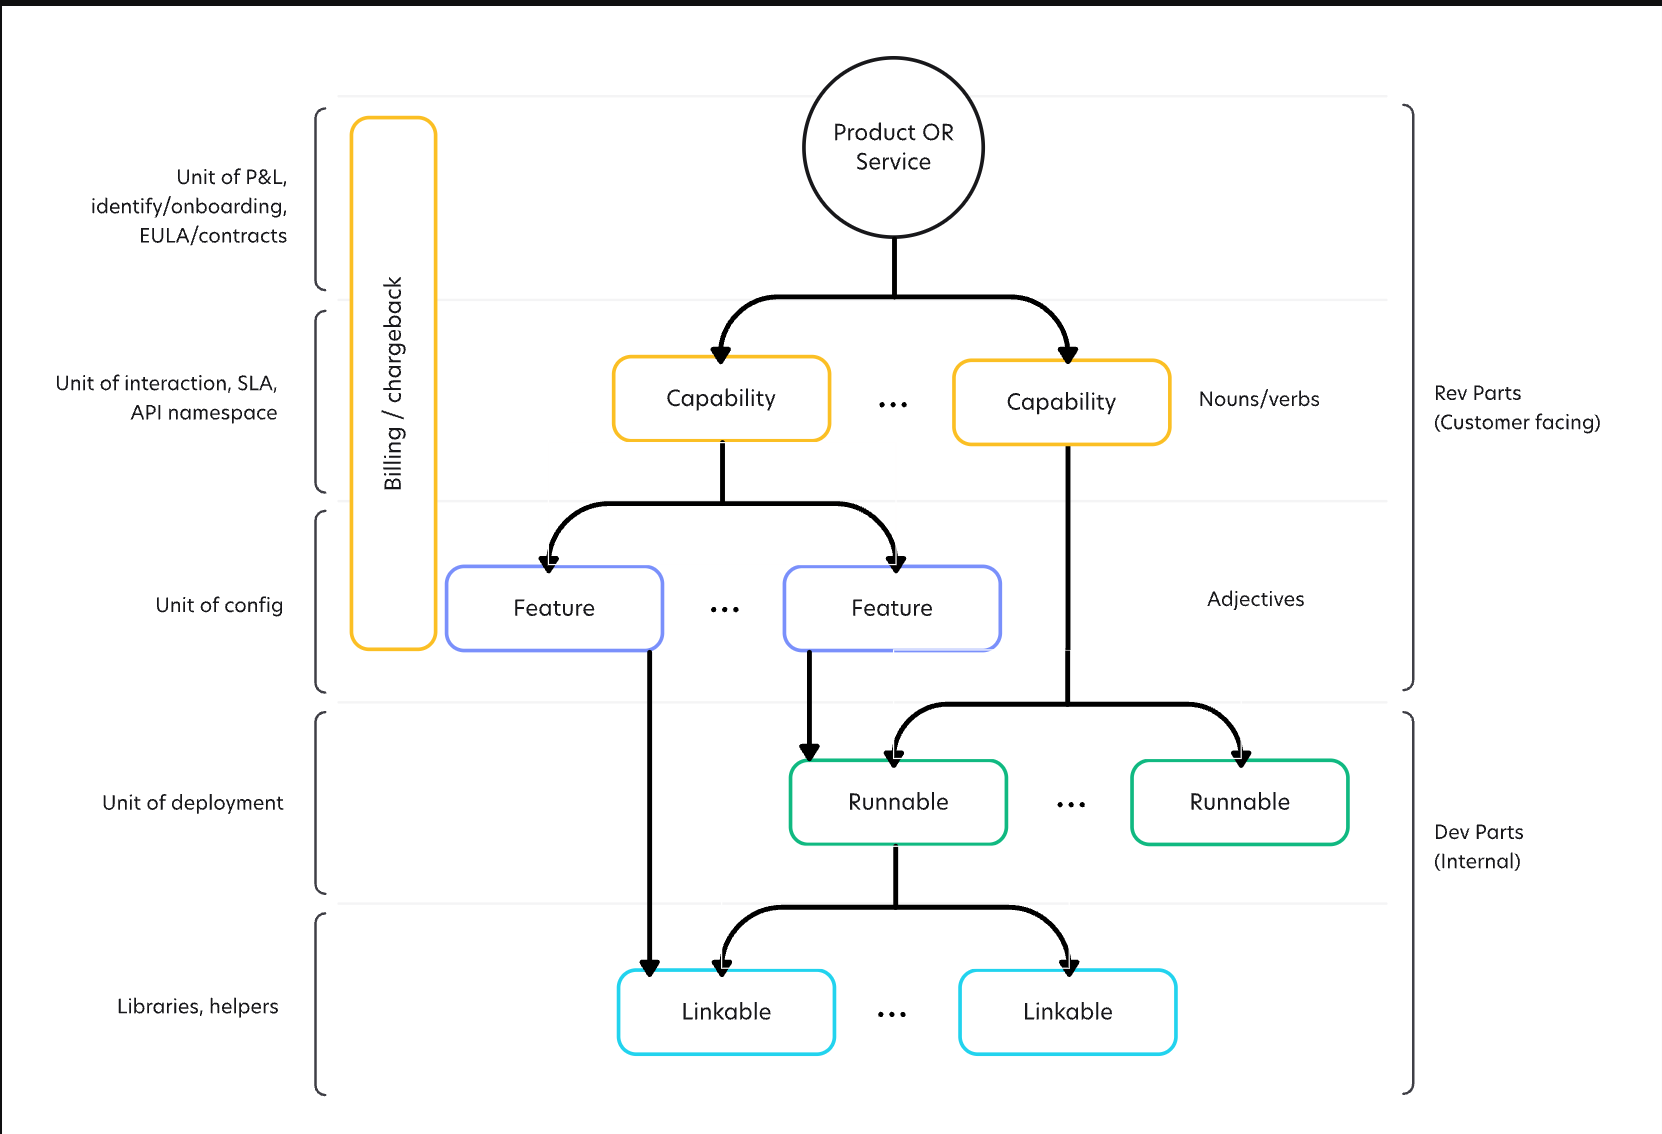 Product OR
Service
Unit of P&L,
identify/onboarding,
EULA/contracts
Billing / chargeback
Unit of interaction, SLA,
API namespace
Capability
...
Capability
Nouns/verbs
Rev Parts
(Customer facing)
Unit of config
Feature
...
Feature
Adjectives
Unit of deployment
Runnable
...
Runnable
Dev Parts
(Internal)
Libraries, helpers
Linkable
...
Linkable